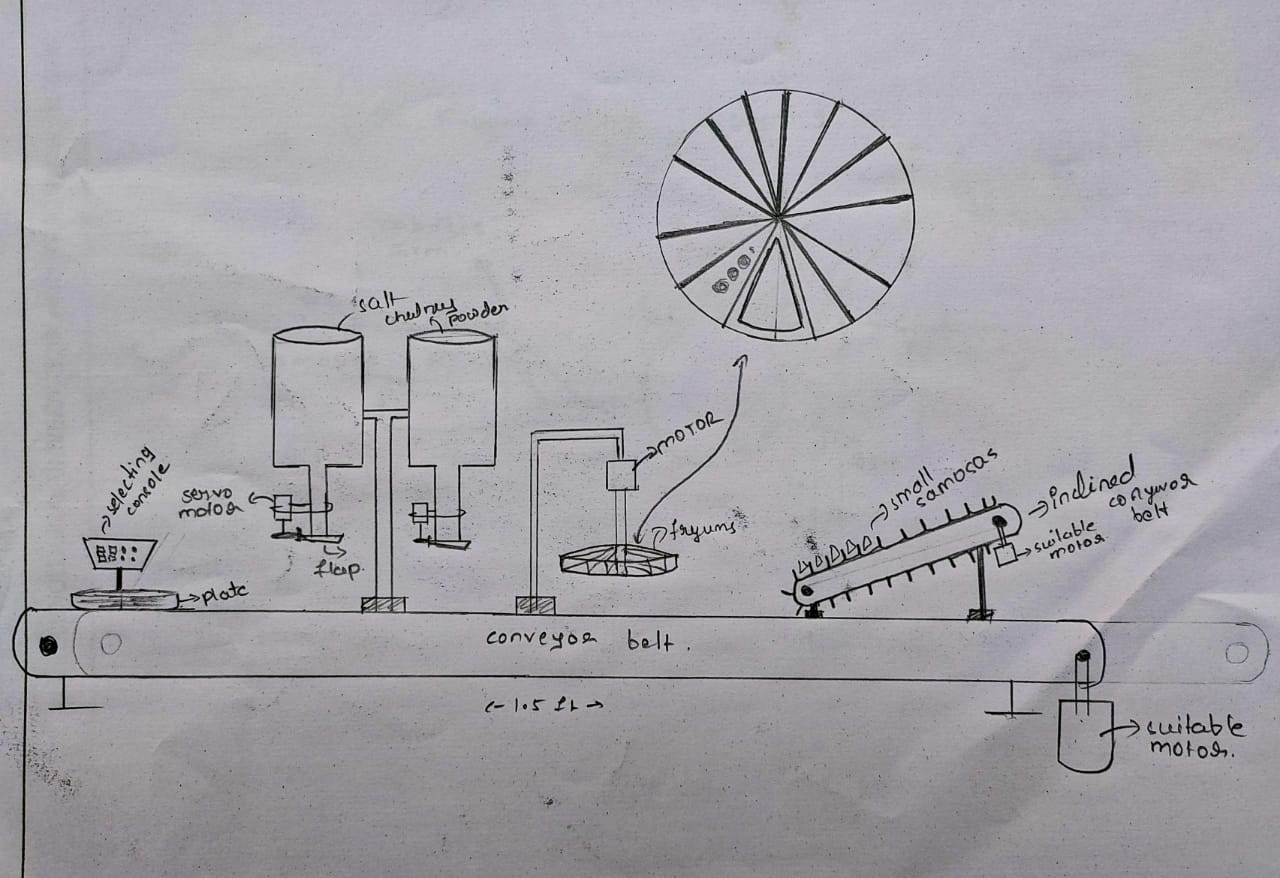 salt
chutney
powder
MOTOR
selecting
console
servo
motor
flap.
plate
fryums
small
samocas
inclined
conyvor
belt
suitable
motor
conveyor belt.
1.5 ft
suitable
motor.